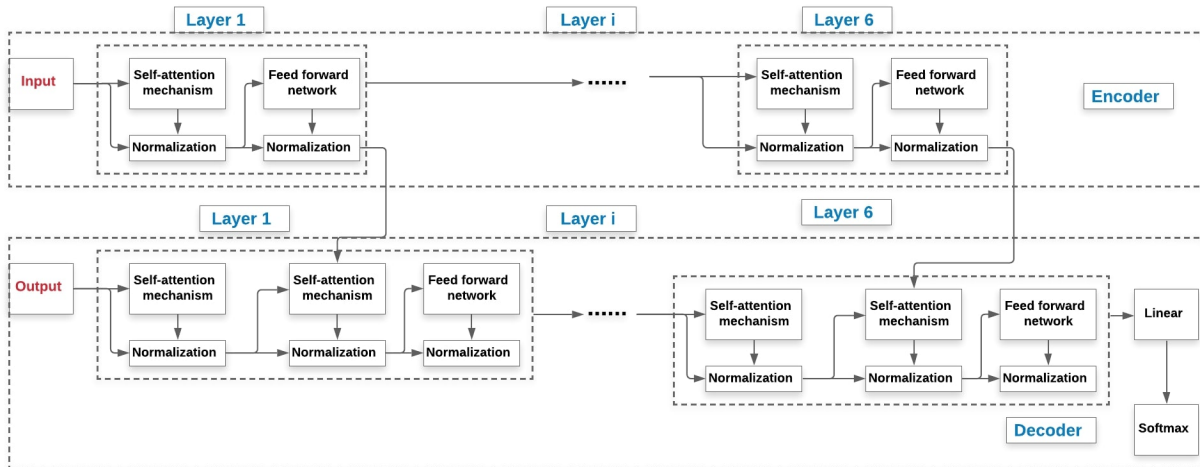 Layer 1
Layer i
Layer 6
Input
Self-attention
mechanism
Feed forward
network
......
Self-attention
mechanism
Feed forward
network
Encoder
Normalization
Normalization
Normalization
Normalization
Layer 1
Layer i
Layer 6
Output
Self-attention
mechanism
Self-attention
mechanism
Feed forward
network
......
Self-attention
mechanism
Self-attention
mechanism
Feed forward
network
Linear
Normalization
Normalization
Normalization
Normalization
Normalization
Normalization
Decoder
Softmax